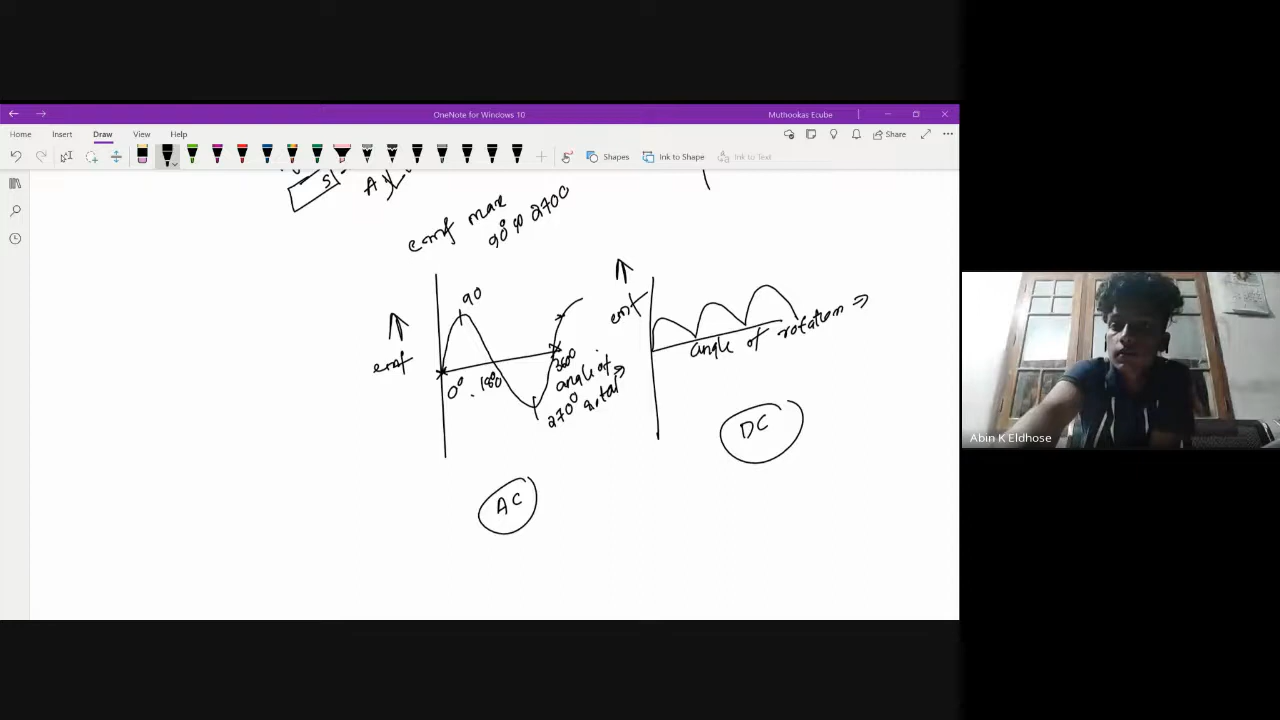 OneNote for Windows 10
Muthookas Ecube
Home Insert Draw View Help
Share
Shapes
Ink to Shape
Ink to Text
S
A
emf max
90° & 270°
emf
90
0°
180
360
angle of
rotat
270°
AC
emf
angle of rotation
DC
Abin K Eldhose